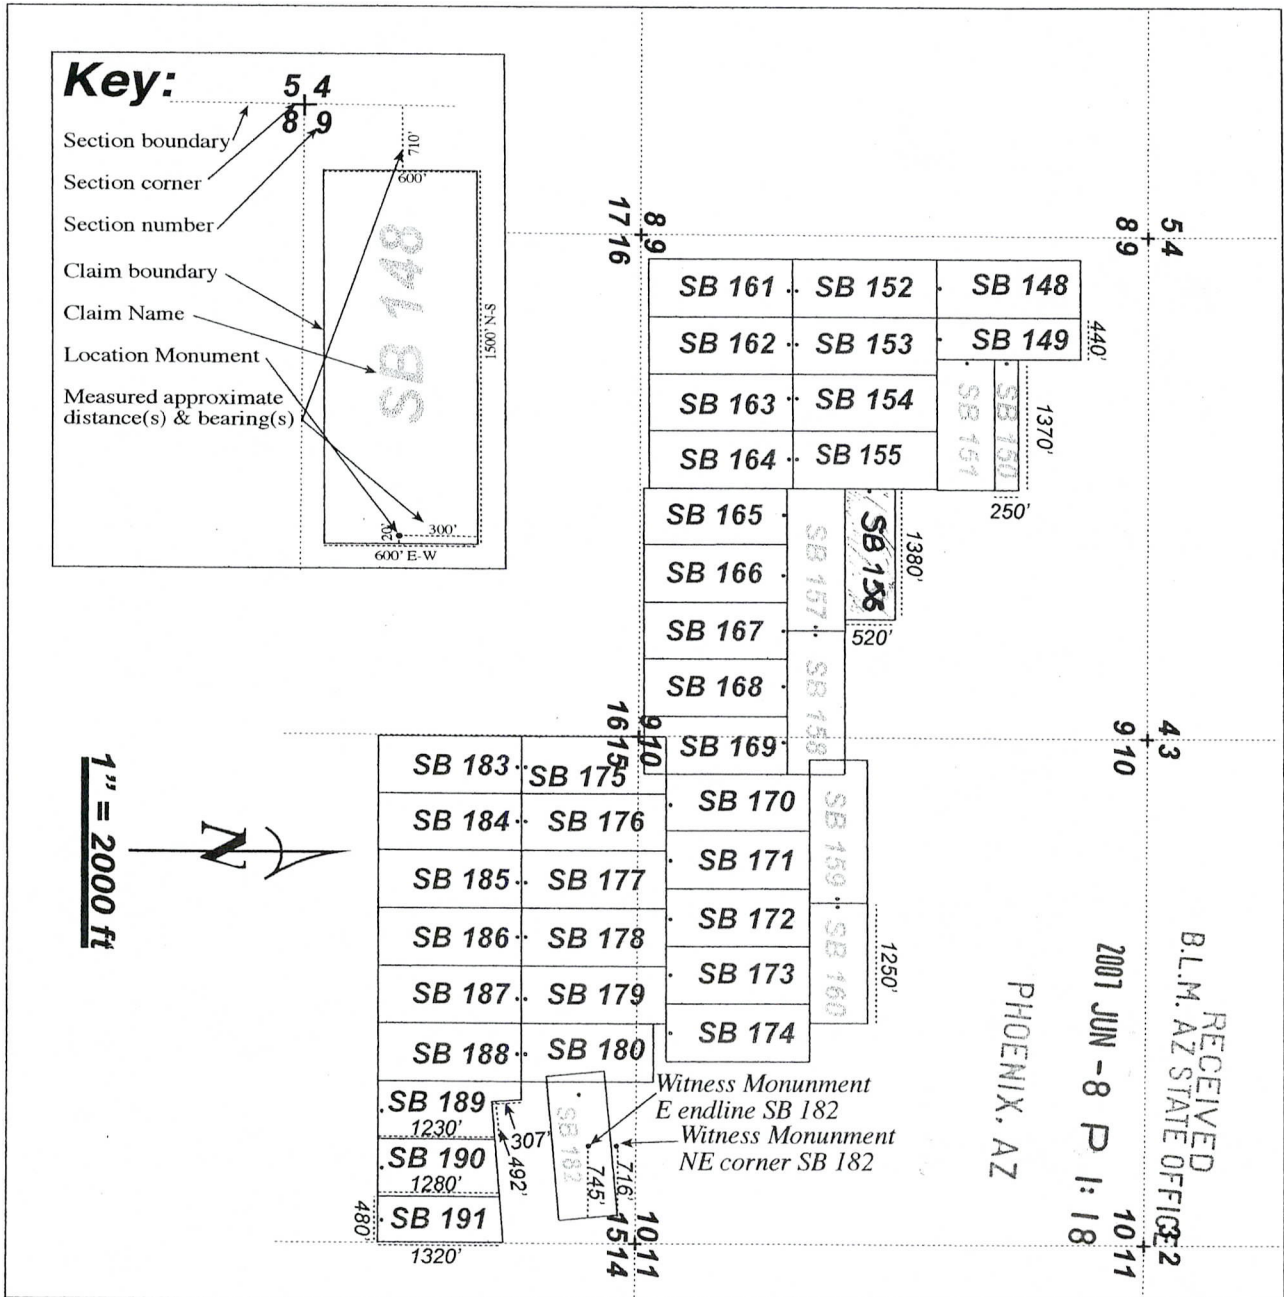 Key:
5 4
8 9
Section boundary
Section corner
Section number
Claim boundary
Claim Name
Location Monument
Measured approximate
distance(s) & bearing(s)
710'
600'
SB 148
1500' N-S
20'
300'
600' E-W
8 9
17 16
5 4
8 9
SB 161
SB 152
SB 148
SB 162
SB 153
SB 149
440'
SB 163
SB 154
SB 151
SB 150
1370'
SB 164
SB 155
250'
SB 165
SB 157
SB 156
1380'
SB 166
SB 167
520'
SB 168
SB 158
SB 169
9 10
16 15
4 3
9 10
SB 183
SB 175
SB 170
SB 159
SB 184
SB 176
SB 171
SB 185
SB 177
SB 172
SB 160
1250'
SB 186
SB 178
SB 173
SB 187
SB 179
SB 174
SB 188
SB 180
1" = 2000 ft
N
SB 189
1230'
307'
492'
SB 190
1280'
SB 191
480'
1320'
SB 182
745'
716'
Witness Monunment
E endline SB 182
Witness Monunment
NE corner SB 182
10 11
15 14
3 2
10 11
RECEIVED
B.L.M. AZ STATE OFFICE
2007 JUN -8 P 1: 18
PHOENIX, AZ